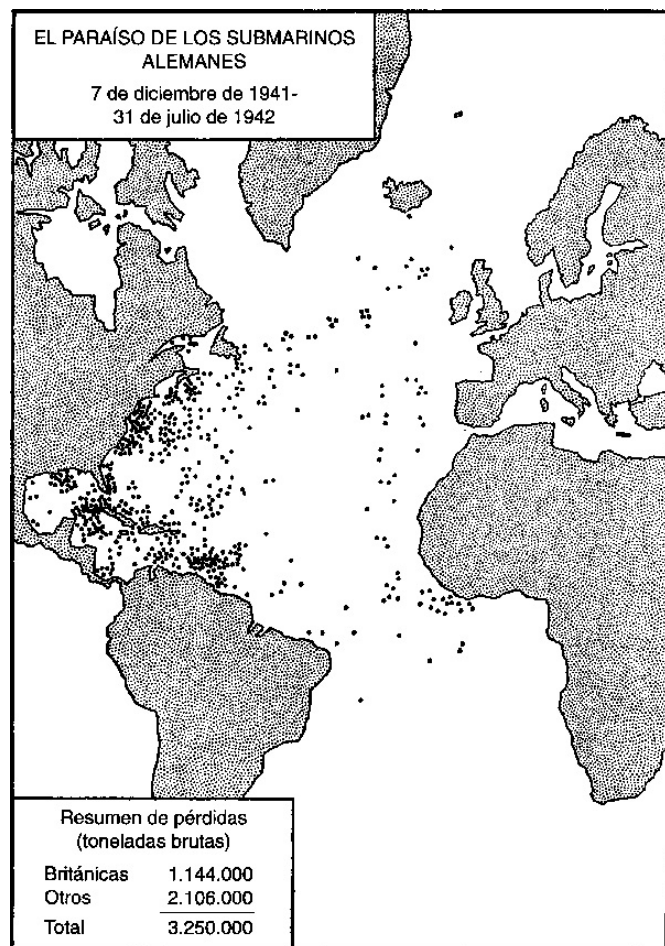 EL PARAÍSO DE LOS SUBMARINOS
ALEMANES
7 de diciembre de 1941-
31 de julio de 1942
Resumen de pérdidas
(toneladas brutas)
Británicas 1.144.000
Otros 2.106.000
Total 3.250.000